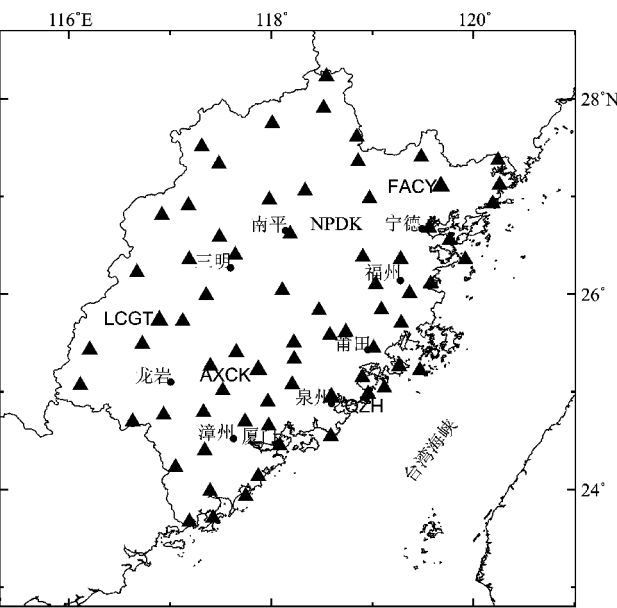 116°E
118°
120°
28°N
FACY
南平
NPDK
宁德
三明
福州
26°
LCGT
莆田
龙岩
AXCK
泉州
QZH
漳州
厦门
台湾海峡
24°